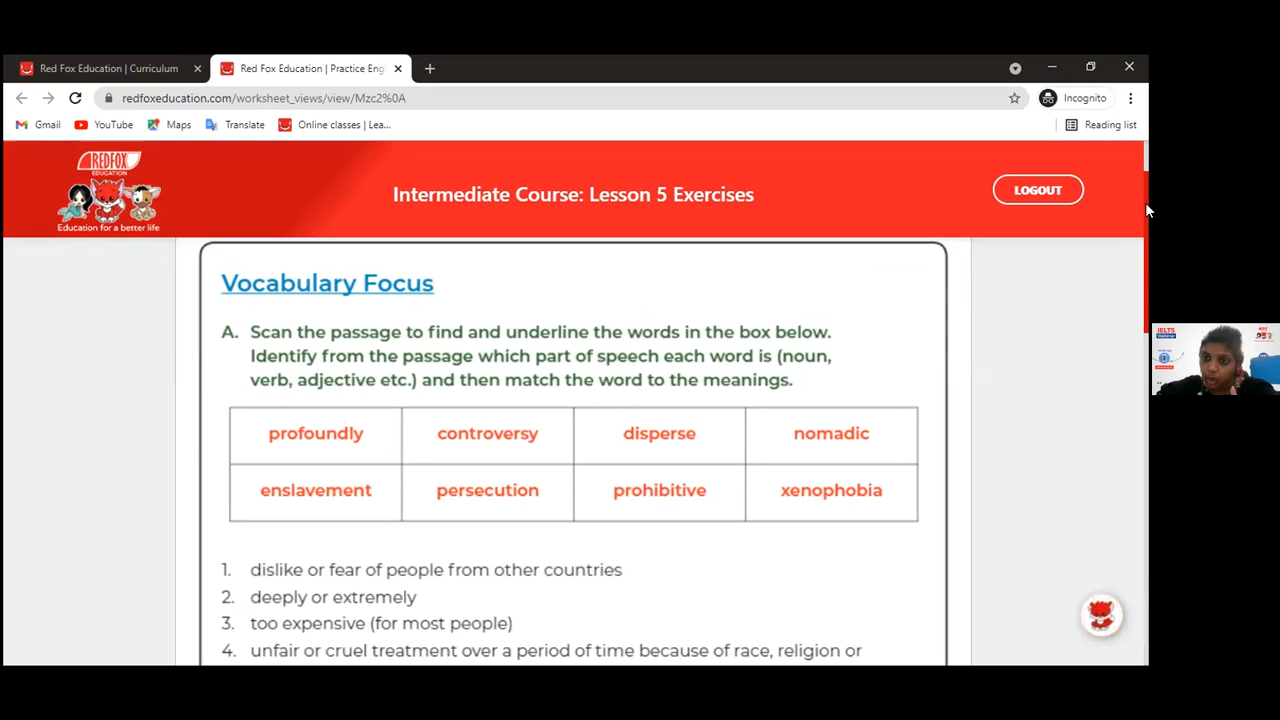 Red Fox Education | Curriculum
Red Fox Education | Practice Eng
redfoxeducation.com/worksheet_views/view/Mzc2%0A
Incognito
Gmail
YouTube
Maps
Translate
Online classes | Lea...
Reading list
REDFOX
EDUCATION
Education for a better life
Intermediate Course: Lesson 5 Exercises
LOGOUT
Vocabulary Focus
A. Scan the passage to find and underline the words in the box below.
Identify from the passage which part of speech each word is (noun,
verb, adjective etc.) and then match the word to the meanings.
profoundly controversy disperse nomadic
enslavement persecution prohibitive xenophobia
1. dislike or fear of people from other countries
2. deeply or extremely
3. too expensive (for most people)
4. unfair or cruel treatment over a period of time because of race, religion or
IELTS